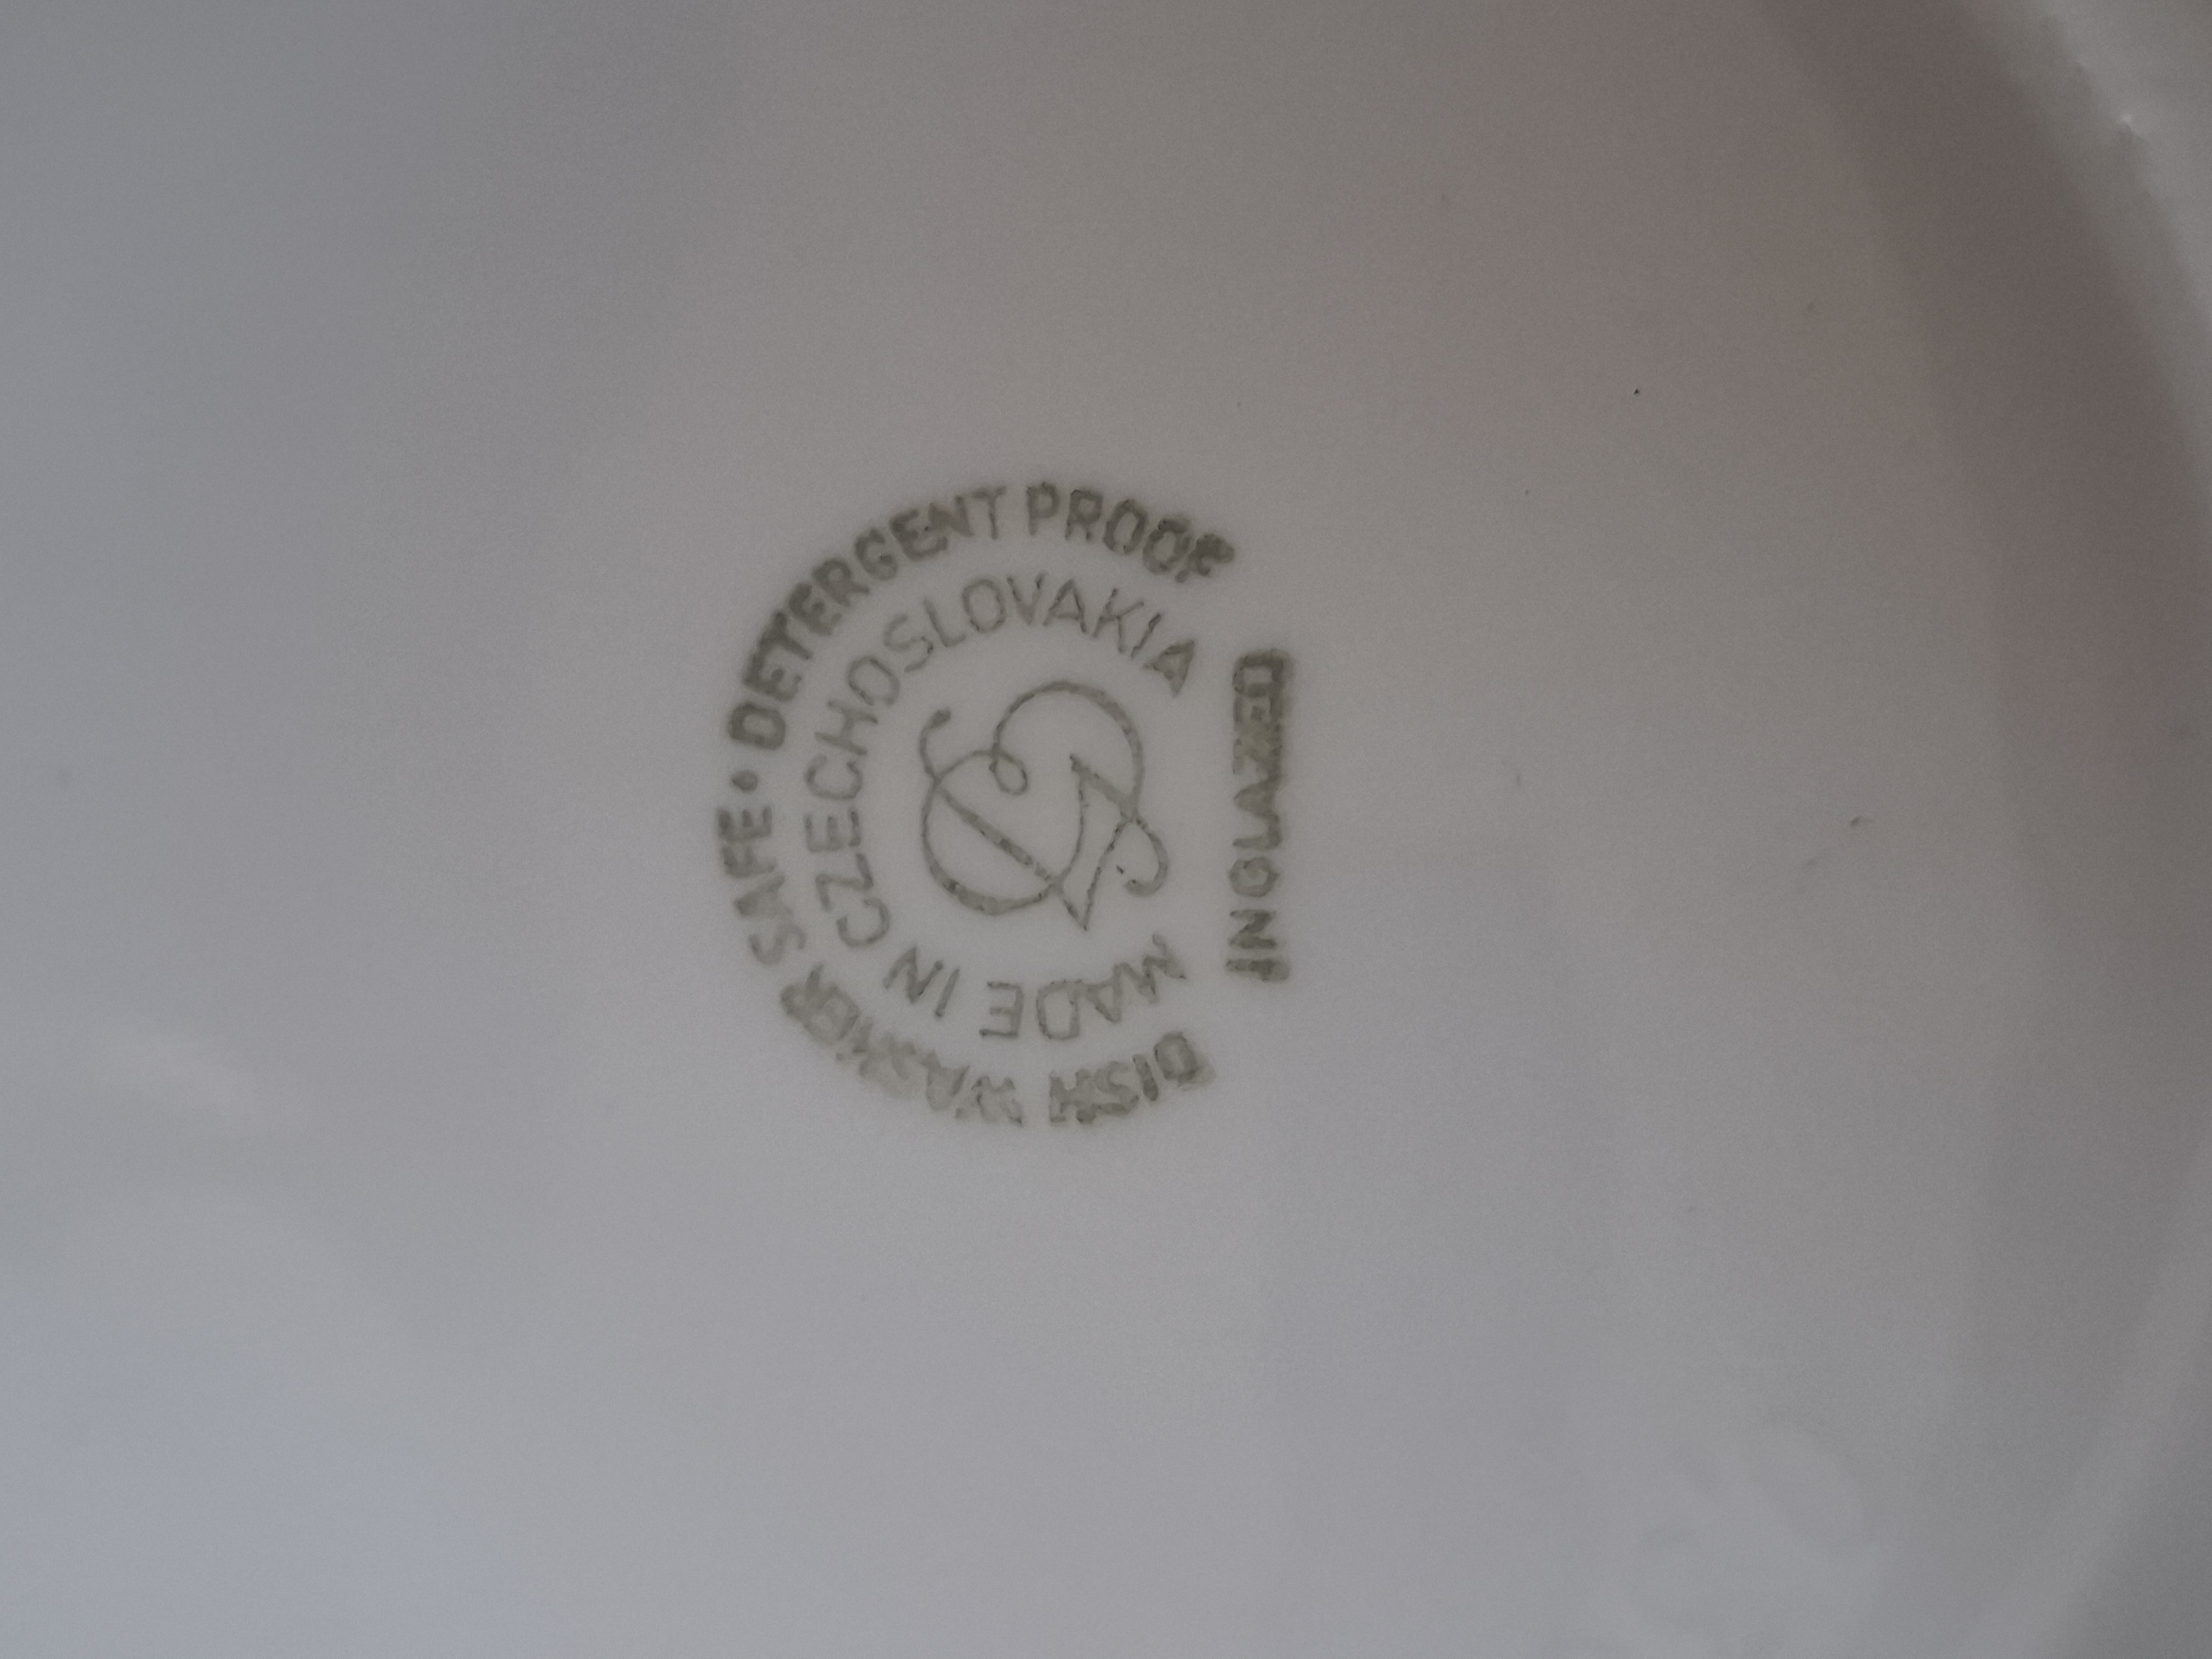 DISH WASHER SAFE • DETERGENT PROOF
MADE IN CZECHOSLOVAKIA
INGLAZED